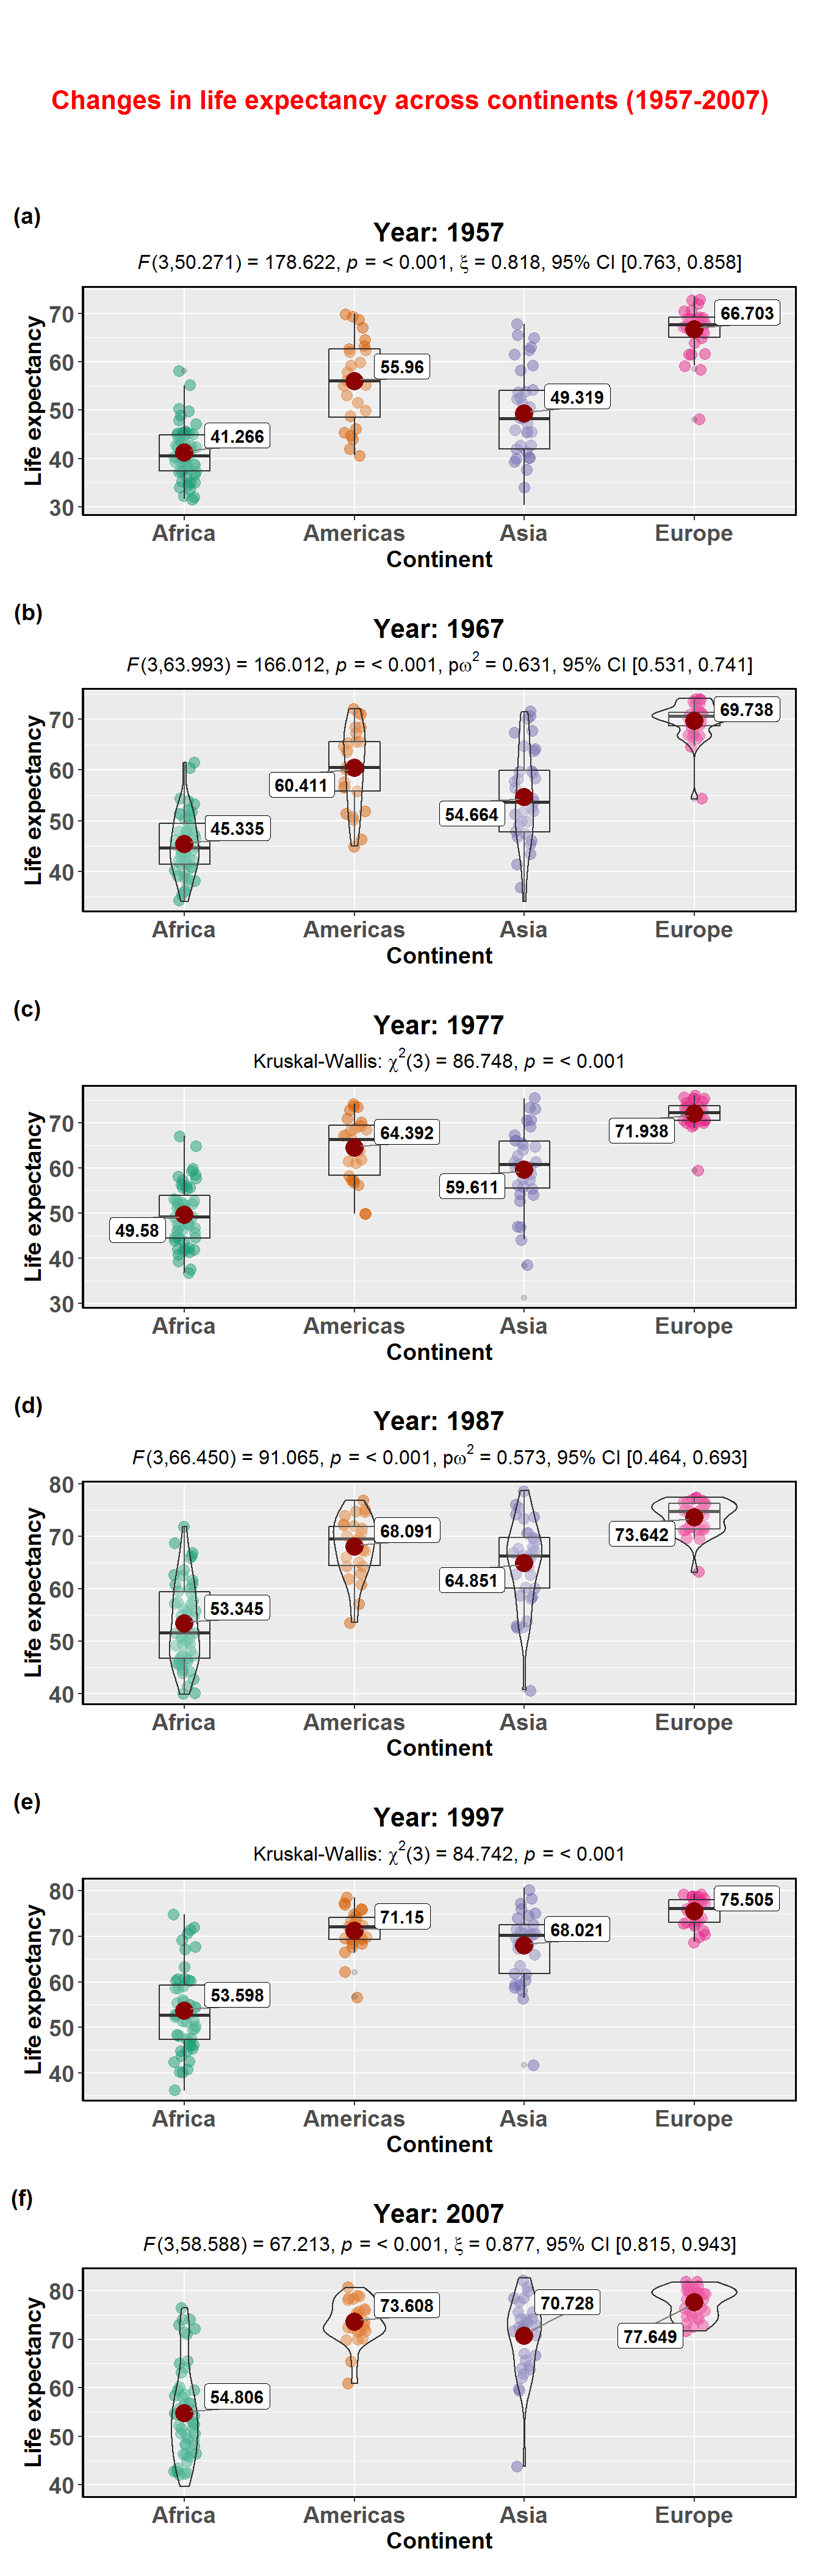 Changes in life expectancy across continents (1957-2007)
(a)
Year: 1957
F(3,50.271) = 178.622, p = < 0.001, ξ = 0.818, 95% CI [0.763, 0.858]
Life expectancy
70
60
50
40
30
41.266
55.96
49.319
66.703
Africa Americas Asia Europe
Continent
(b)
Year: 1967
F(3,63.993) = 166.012, p = < 0.001, pω² = 0.631, 95% CI [0.531, 0.741]
Life expectancy
70
60
50
40
45.335
60.411
54.664
69.738
Africa Americas Asia Europe
Continent
(c)
Year: 1977
Kruskal-Wallis: χ²(3) = 86.748, p = < 0.001
Life expectancy
70
60
50
40
30
49.58
64.392
59.611
71.938
Africa Americas Asia Europe
Continent
(d)
Year: 1987
F(3,66.450) = 91.065, p = < 0.001, pω² = 0.573, 95% CI [0.464, 0.693]
Life expectancy
80
70
60
50
40
53.345
68.091
64.851
73.642
Africa Americas Asia Europe
Continent
(e)
Year: 1997
Kruskal-Wallis: χ²(3) = 84.742, p = < 0.001
Life expectancy
80
70
60
50
40
53.598
71.15
68.021
75.505
Africa Americas Asia Europe
Continent
(f)
Year: 2007
F(3,58.588) = 67.213, p = < 0.001, ξ = 0.877, 95% CI [0.815, 0.943]
Life expectancy
80
70
60
50
40
54.806
73.608
70.728
77.649
Africa Americas Asia Europe
Continent